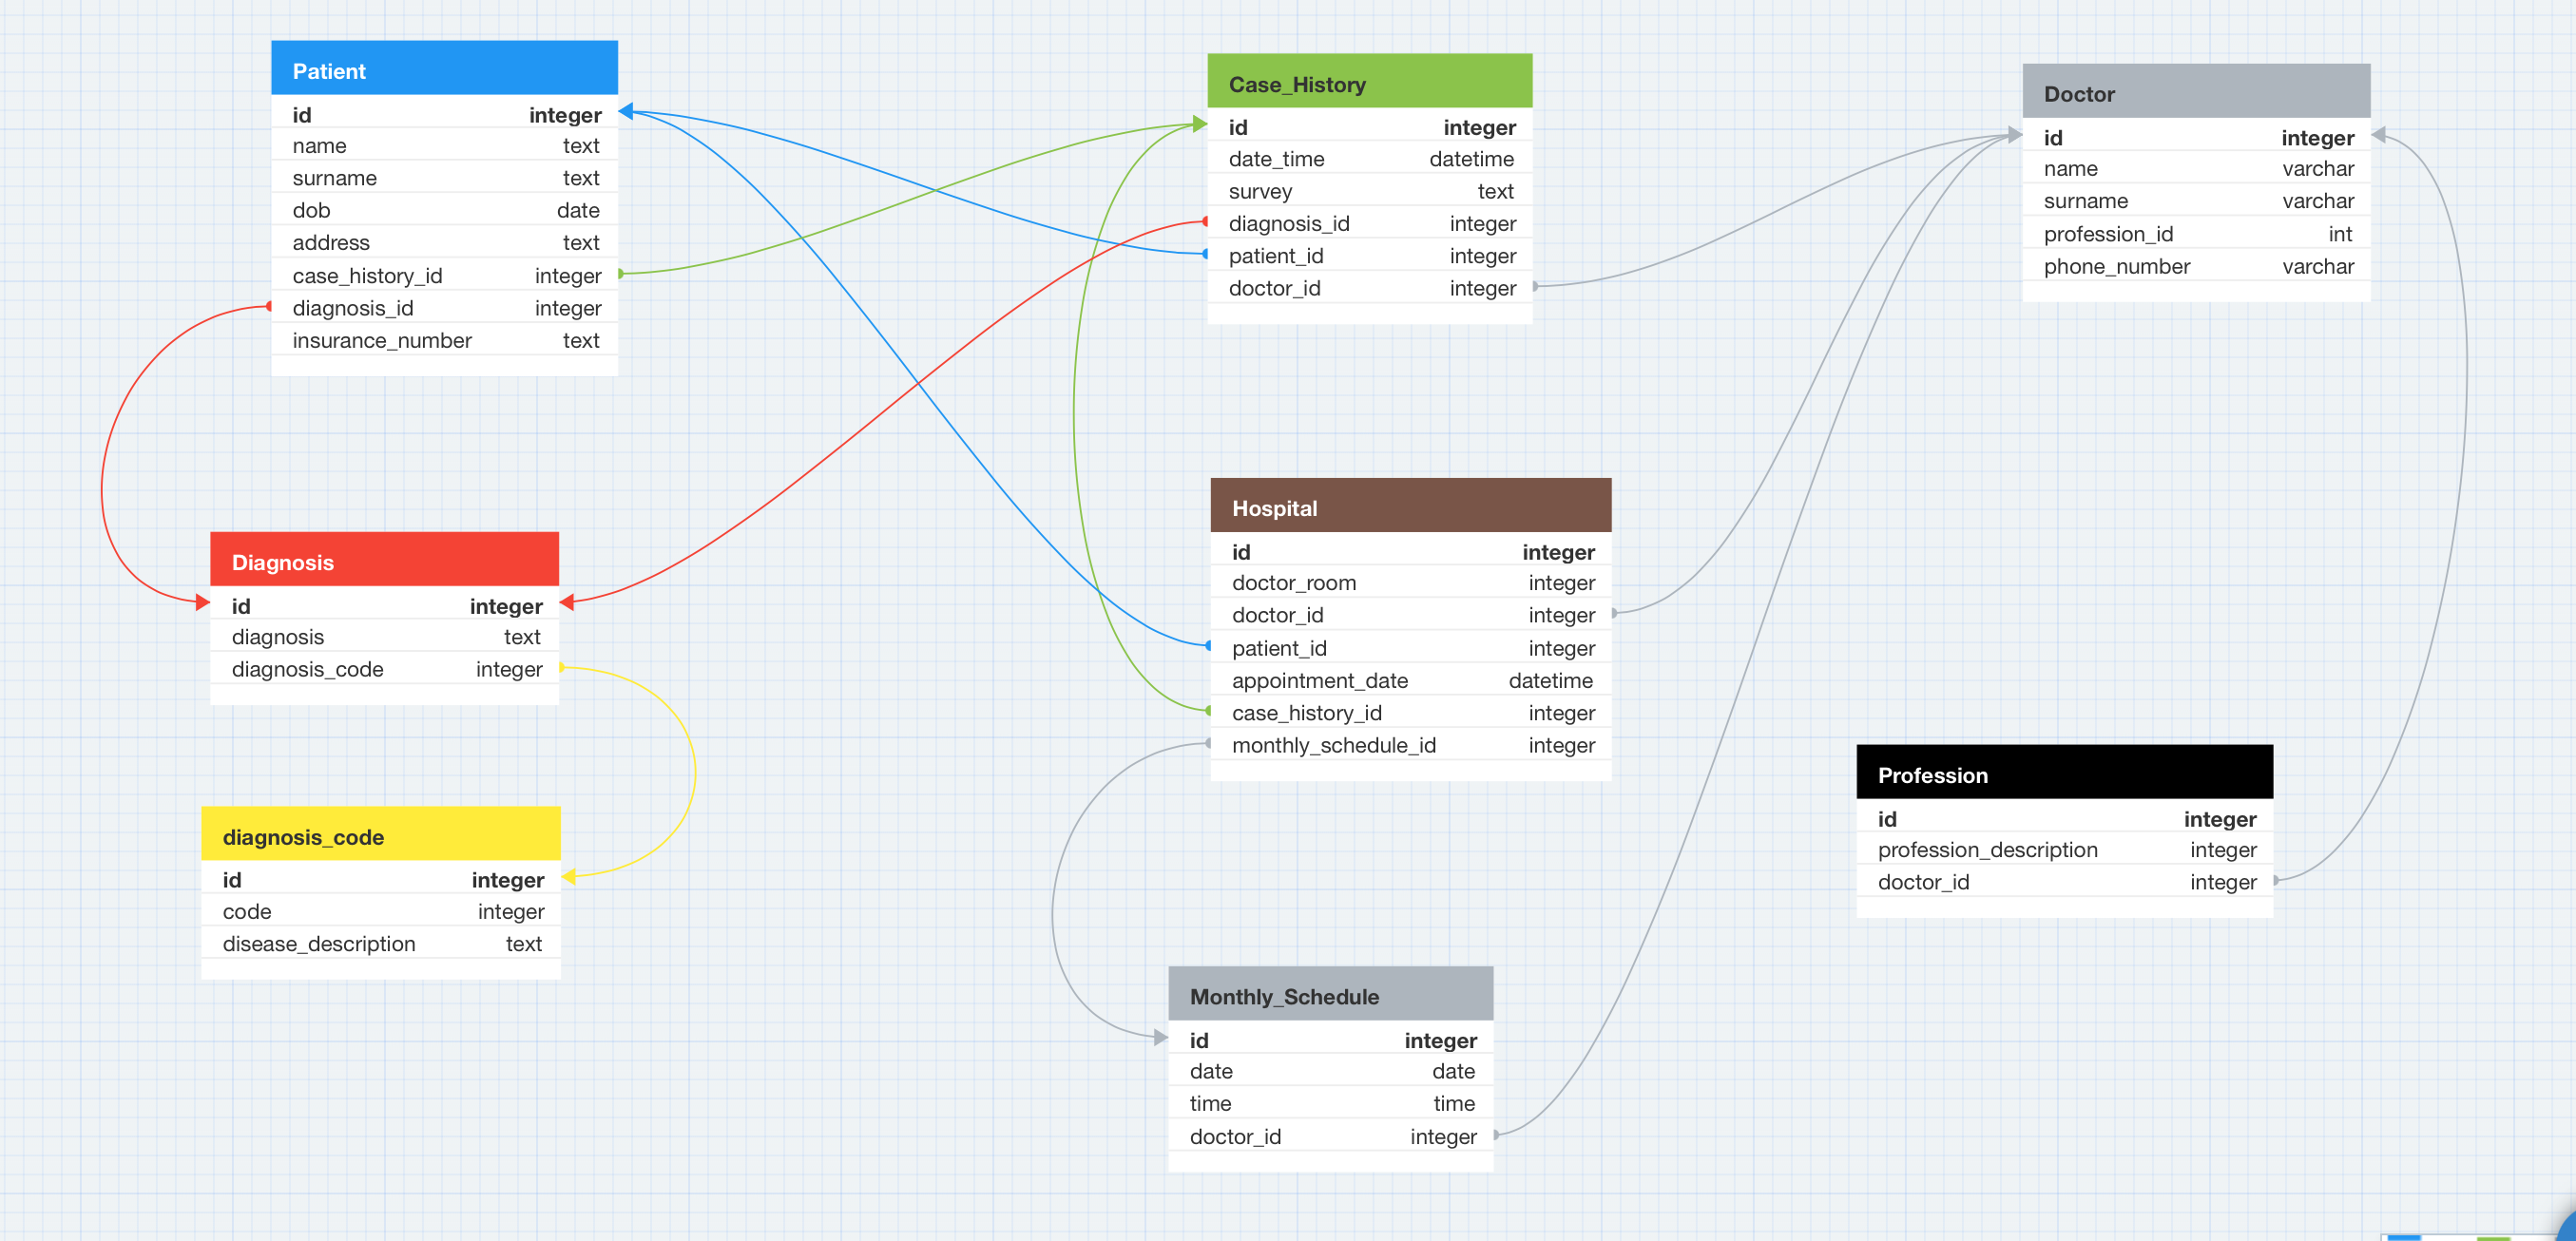 Patient
id integer
name text
surname text
dob date
address text
case_history_id integer
diagnosis_id integer
insurance_number text
Case_History
id integer
date_time datetime
survey text
diagnosis_id integer
patient_id integer
doctor_id integer
Doctor
id integer
name varchar
surname varchar
profession_id int
phone_number varchar
Diagnosis
id integer
diagnosis text
diagnosis_code integer
Hospital
id integer
doctor_room integer
doctor_id integer
patient_id integer
appointment_date datetime
case_history_id integer
monthly_schedule_id integer
diagnosis_code
id integer
code integer
disease_description text
Profession
id integer
profession_description integer
doctor_id integer
Monthly_Schedule
id integer
date date
time time
doctor_id integer